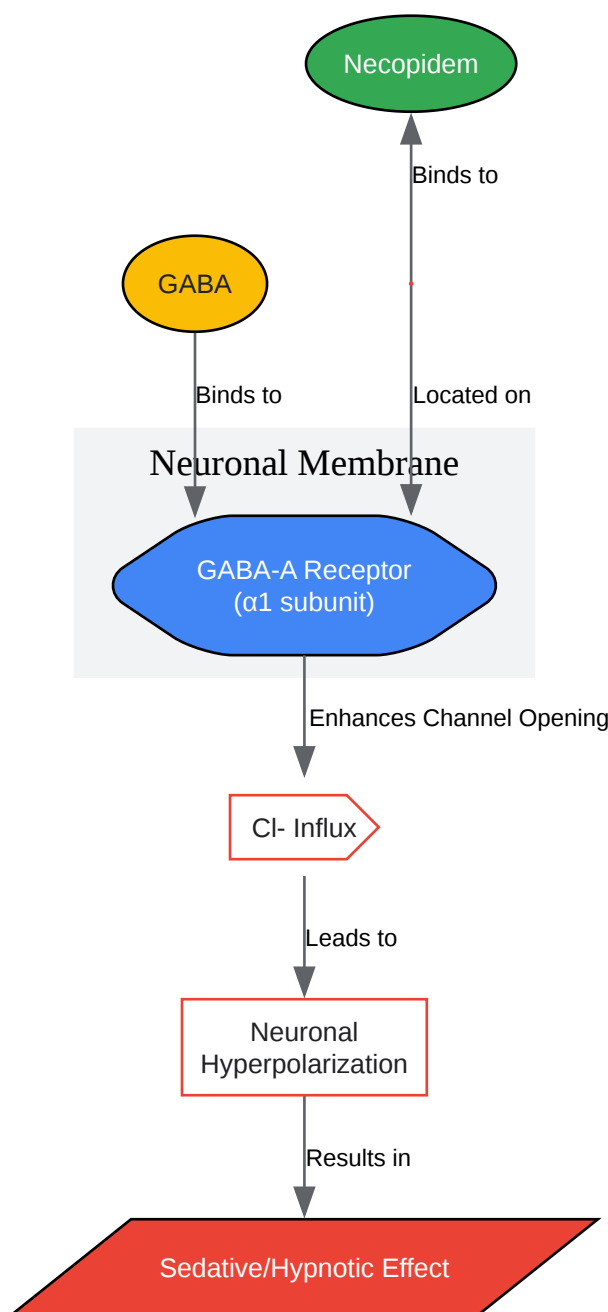 Necopidem
Binds to
GABA
Binds to
Located on
Neuronal Membrane
GABA-A Receptor
(α1 subunit)
Enhances Channel Opening
Cl- Influx
Leads to
Neuronal
Hyperpolarization
Results in
Sedative/Hypnotic Effect